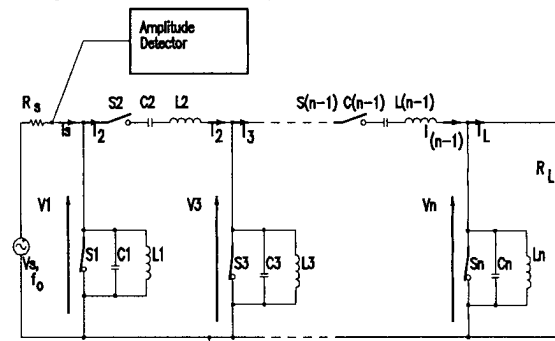 Amplitude
Detector
Rs
S2 C2 L2
S(n-1) C(n-1) L(n-1)
Is I2 I2 I3 I(n-1) IL
RL
V1 V3 Vn
S1 C1 L1
S3 C3 L3
Sn Cn Ln
Vs,
fo